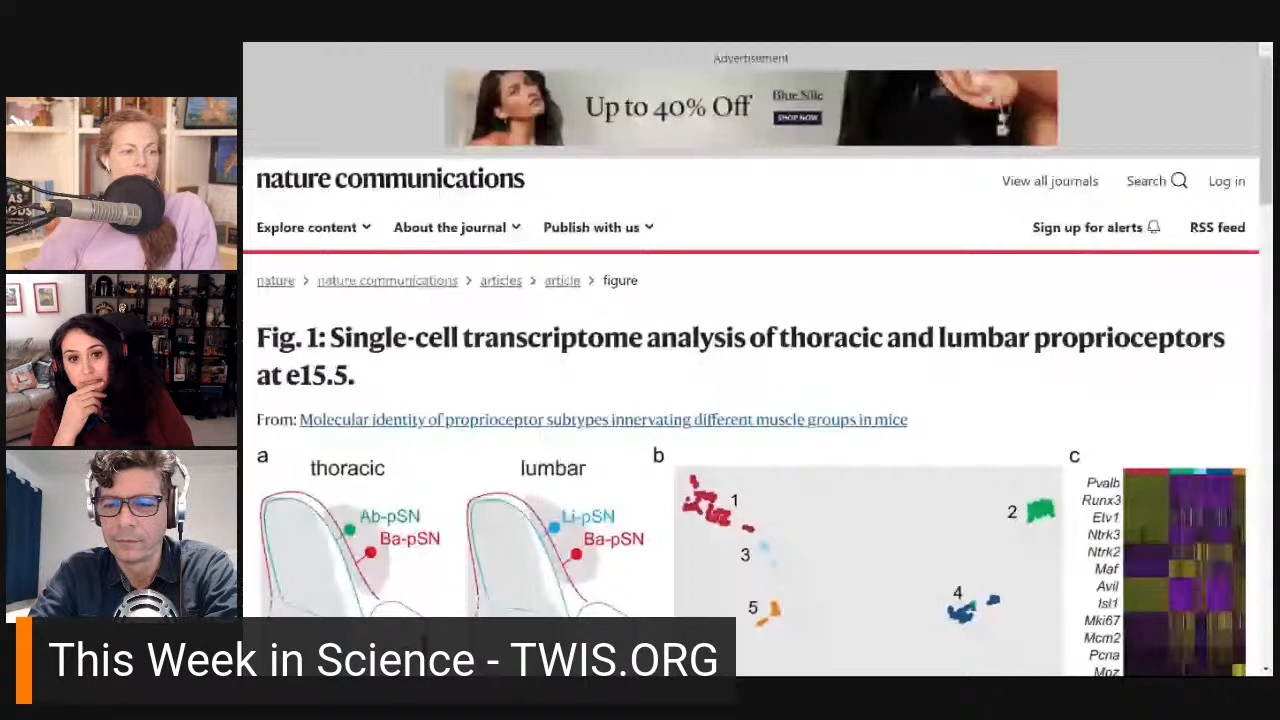 Advertisement
Up to 40% Off
Blue Nile
SHOP NOW
nature communications
View all journals
Search
Log in
Explore content
About the journal
Publish with us
Sign up for alerts
RSS feed
nature > nature communications > articles > article > figure
Fig. 1: Single-cell transcriptome analysis of thoracic and lumbar proprioceptors
at e15.5.
From: Molecular identity of proprioceptor subtypes innervating different muscle groups in mice
a
thoracic
lumbar
b
c
Ab-pSN
Ba-pSN
Li-pSN
Ba-pSN
1
2
3
4
5
Pvalb
Runx3
Etv1
Ntrk3
Ntrk2
Maf
Avil
Isl1
Mki67
Mcm2
Pcna
This Week in Science - TWIS.ORG